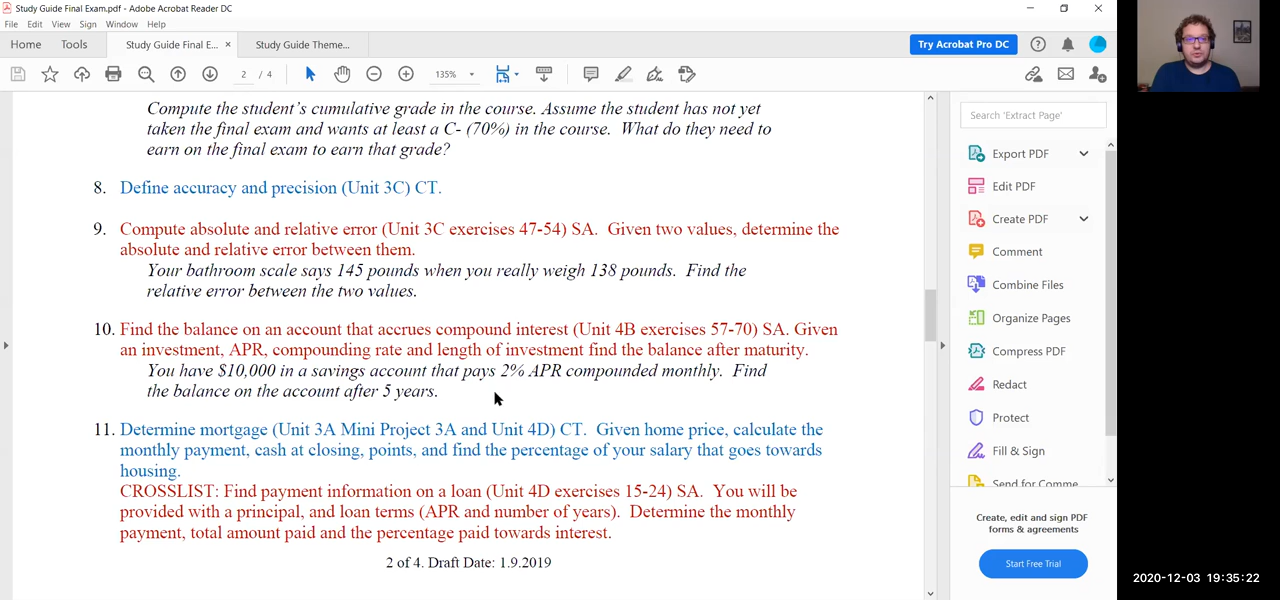 Study Guide Final Exam.pdf - Adobe Acrobat Reader DC
File Edit View Sign Window Help
Home Tools Study Guide Final E... × Study Guide Theme... Try Acrobat Pro DC
2 / 4 135%
Compute the student's cumulative grade in the course. Assume the student has not yet
taken the final exam and wants at least a C- (70%) in the course. What do they need to
earn on the final exam to earn that grade?
8. Define accuracy and precision (Unit 3C) CT.
9. Compute absolute and relative error (Unit 3C exercises 47-54) SA. Given two values, determine the
absolute and relative error between them.
Your bathroom scale says 145 pounds when you really weigh 138 pounds. Find the
relative error between the two values.
10. Find the balance on an account that accrues compound interest (Unit 4B exercises 57-70) SA. Given
an investment, APR, compounding rate and length of investment find the balance after maturity.
You have $10,000 in a savings account that pays 2% APR compounded monthly. Find
the balance on the account after 5 years.
11. Determine mortgage (Unit 3A Mini Project 3A and Unit 4D) CT. Given home price, calculate the
monthly payment, cash at closing, points, and find the percentage of your salary that goes towards
housing.
CROSSLIST: Find payment information on a loan (Unit 4D exercises 15-24) SA. You will be
provided with a principal, and loan terms (APR and number of years). Determine the monthly
payment, total amount paid and the percentage paid towards interest.
2 of 4. Draft Date: 1.9.2019
Search 'Extract Page'
Export PDF
Edit PDF
Create PDF
Comment
Combine Files
Organize Pages
Compress PDF
Redact
Protect
Fill & Sign
Send for Comme
Create, edit and sign PDF
forms & agreements
Start Free Trial
2020-12-03 19:35:22